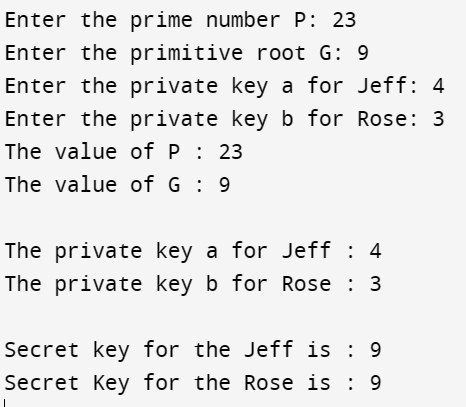 Enter the prime number P: 23
Enter the primitive root G: 9
Enter the private key a for Jeff: 4
Enter the private key b for Rose: 3
The value of P : 23
The value of G : 9
The private key a for Jeff : 4
The private key b for Rose : 3
Secret key for the Jeff is : 9
Secret Key for the Rose is : 9